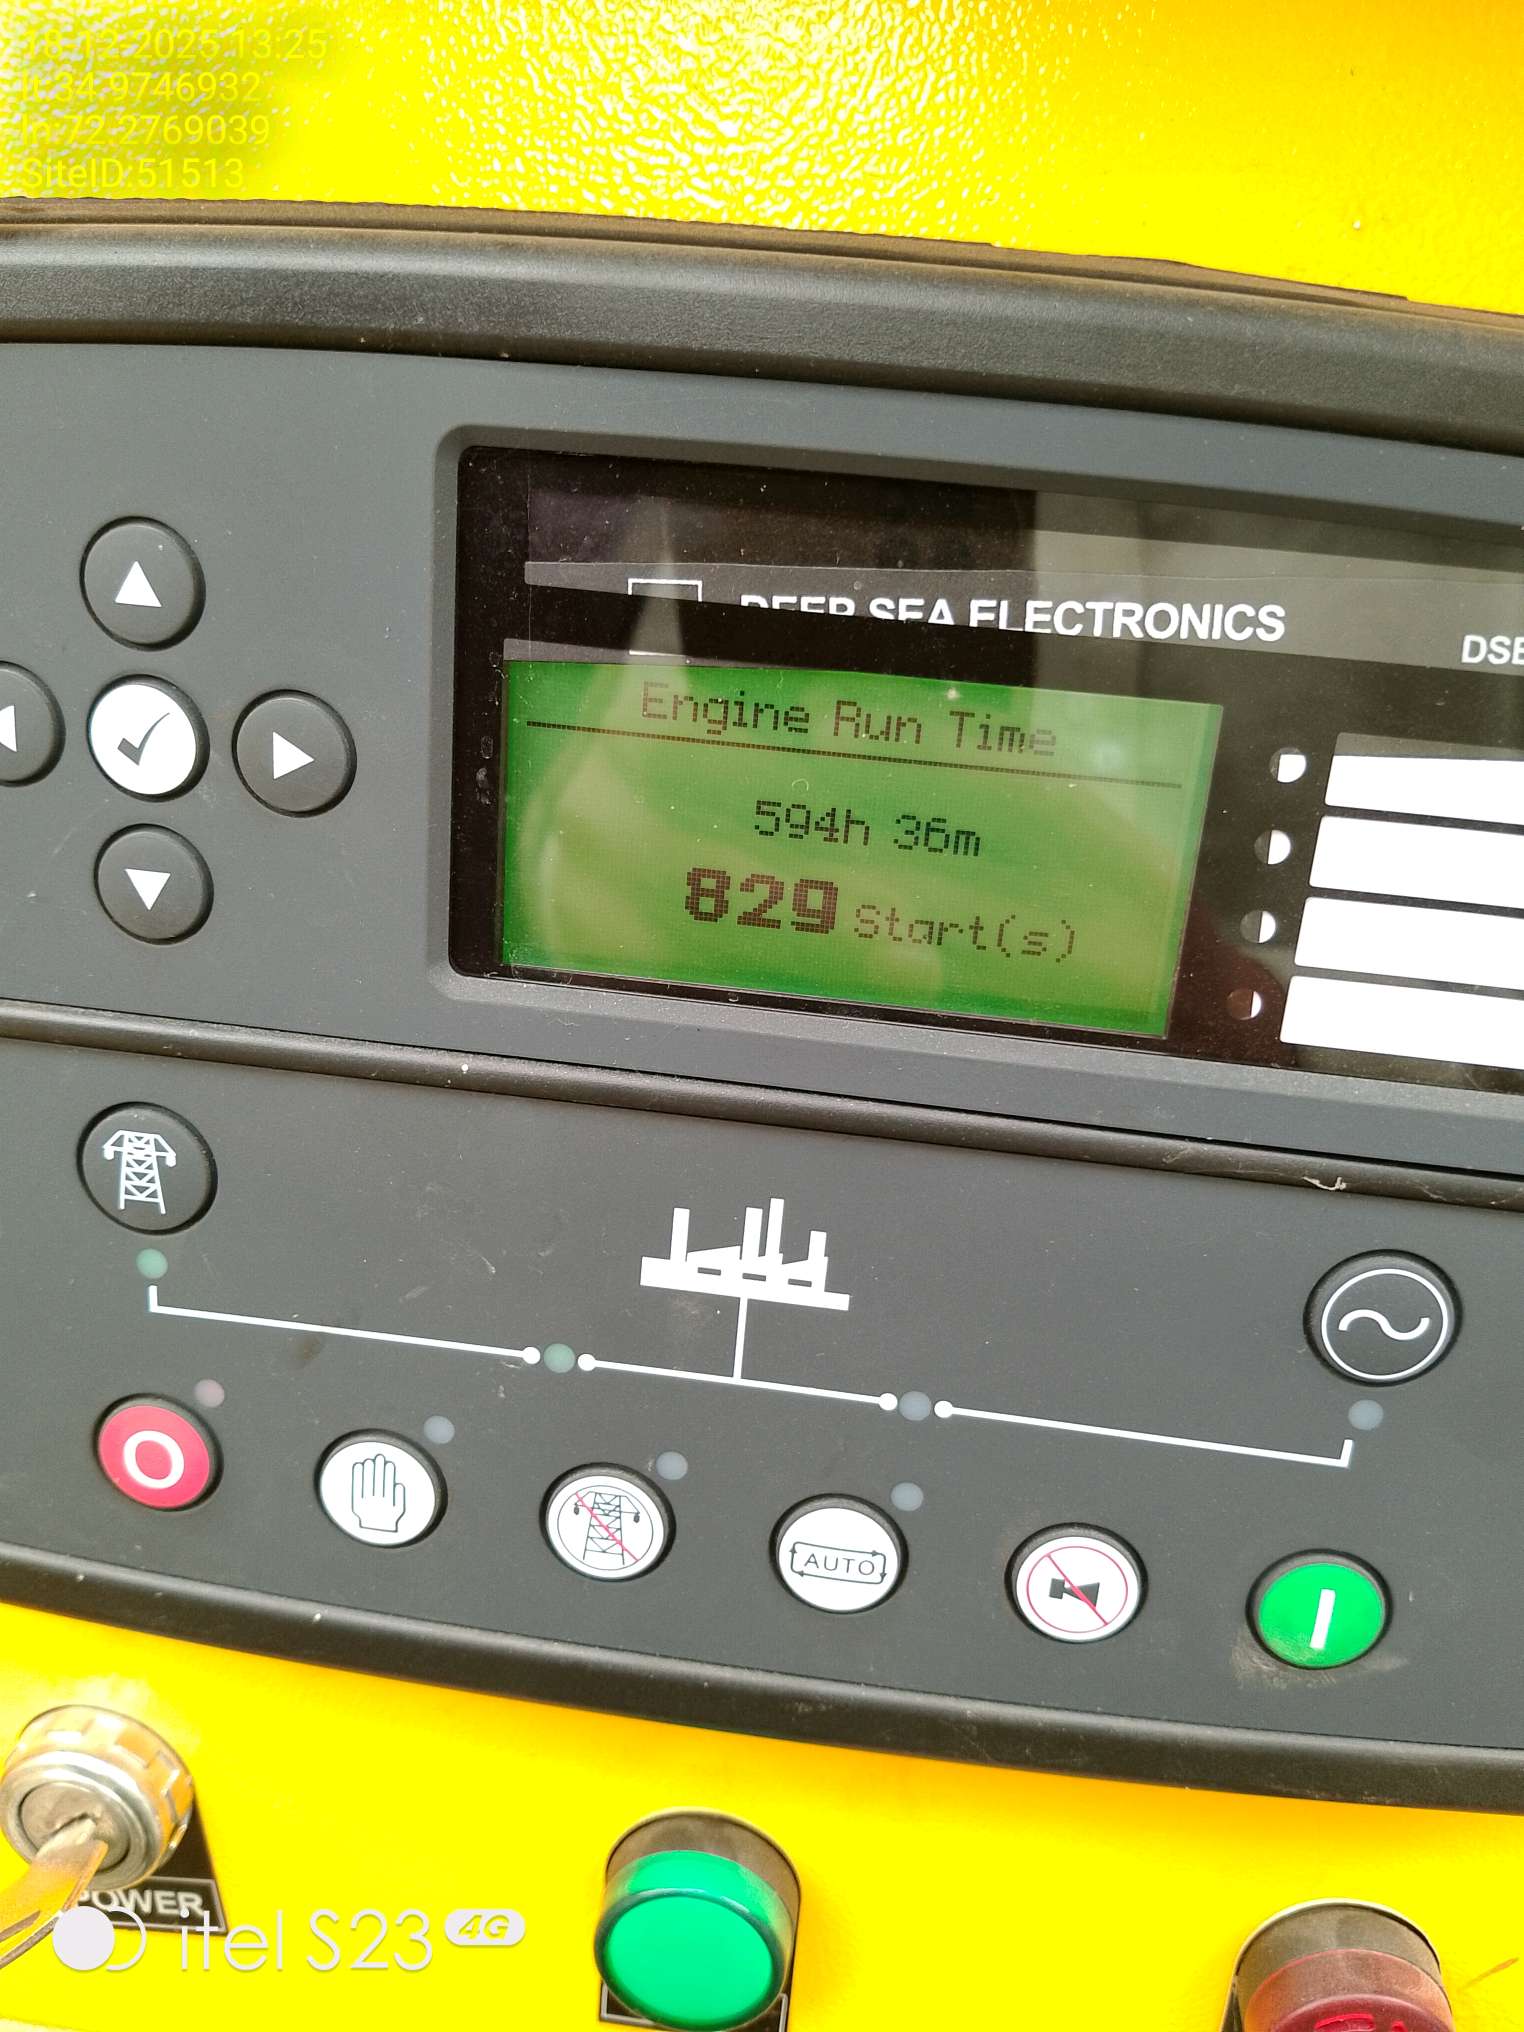 18-12-2025 13:25
lt:34.9746932
ln:72.2769039
SiteID:51513
DEEP SEA ELECTRONICS
DSE
Engine Run Time
594h 36m
829 Start(s)
AUTO
POWER
itel S23 4G